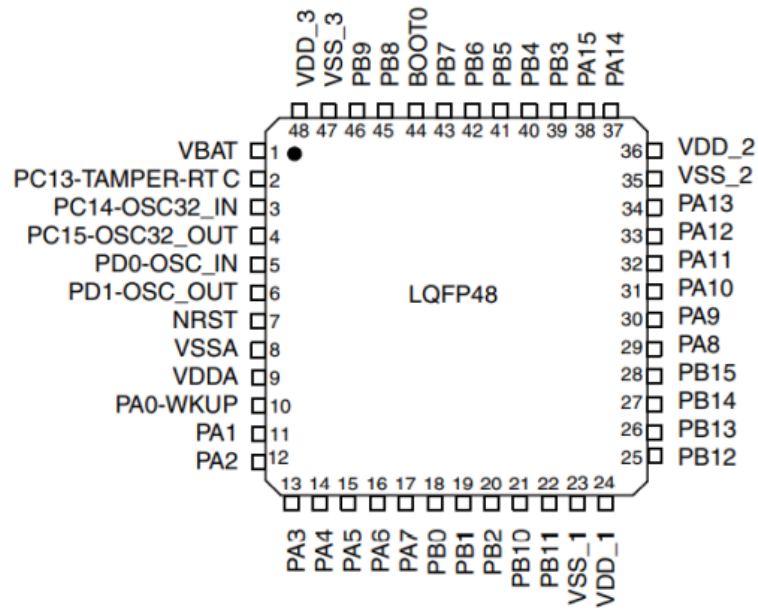 VDD_3
VSS_3
PB9
PB8
BOOT0
PB7
PB6
PB5
PB4
PB3
PA15
PA14
48 47 46 45 44 43 42 41 40 39 38 37
VBAT 1
PC13-TAMPER-RTC 2
PC14-OSC32_IN 3
PC15-OSC32_OUT 4
PD0-OSC_IN 5
PD1-OSC_OUT 6
NRST 7
VSSA 8
VDDA 9
PA0-WKUP 10
PA1 11
PA2 12
LQFP48
36 VDD_2
35 VSS_2
34 PA13
33 PA12
32 PA11
31 PA10
30 PA9
29 PA8
28 PB15
27 PB14
26 PB13
25 PB12
13 14 15 16 17 18 19 20 21 22 23 24
PA3
PA4
PA5
PA6
PA7
PB0
PB1
PB2
PB10
PB11
VSS_1
VDD_1